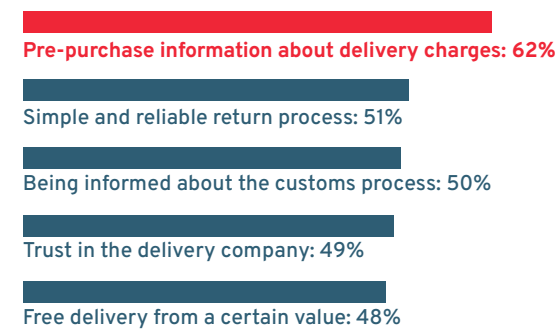 Pre-purchase information about delivery charges: 62%
Simple and reliable return process: 51%
Being informed about the customs process: 50%
Trust in the delivery company: 49%
Free delivery from a certain value: 48%